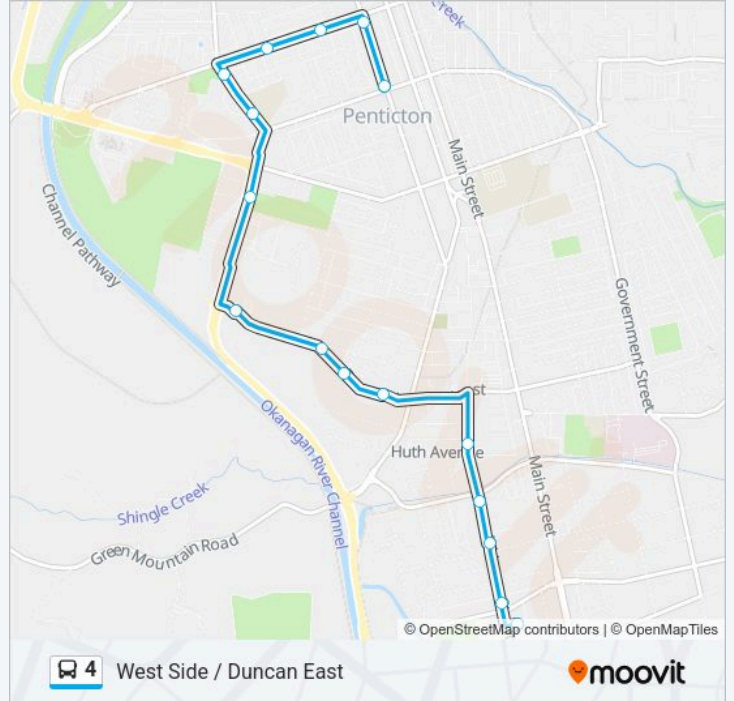 Creek
Penticton
Main Street
Channel Pathway
Government Street
st
Okanagan River Channel
Huth Avenue
Main Street
Shingle Creek
Green Mountain Road
© OpenStreetMap contributors | © OpenMapTiles
4 West Side / Duncan East
moovit